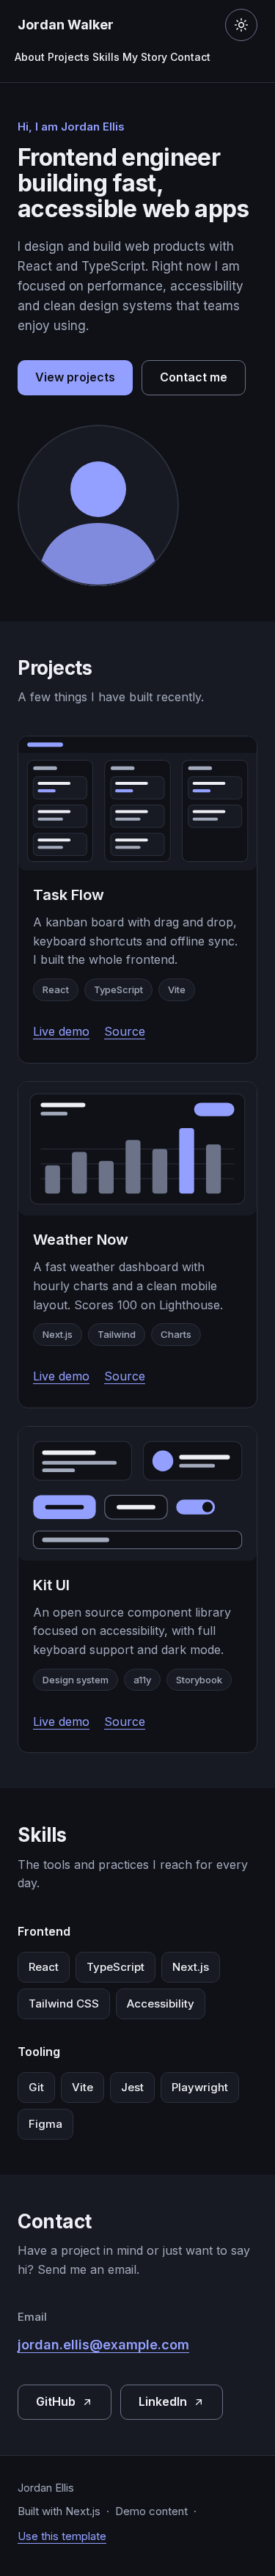 Jordan Walker
About Projects Skills My Story Contact
Hi, I am Jordan Ellis
Frontend engineer
building fast,
accessible web apps
I design and build web products with
React and TypeScript. Right now I am
focused on performance, accessibility
and clean design systems that teams
enjoy using.
View projects Contact me
Projects
A few things I have built recently.
Task Flow
A kanban board with drag and drop,
keyboard shortcuts and offline sync.
I built the whole frontend.
React TypeScript Vite
Live demo Source
Weather Now
A fast weather dashboard with
hourly charts and a clean mobile
layout. Scores 100 on Lighthouse.
Next.js Tailwind Charts
Live demo Source
Kit UI
An open source component library
focused on accessibility, with full
keyboard support and dark mode.
Design system a11y Storybook
Live demo Source
Skills
The tools and practices I reach for every
day.
Frontend
React TypeScript Next.js
Tailwind CSS Accessibility
Tooling
Git Vite Jest Playwright
Figma
Contact
Have a project in mind or just want to say
hi? Send me an email.
Email
jordan.ellis@example.com
GitHub ↗ LinkedIn ↗
Jordan Ellis
Built with Next.js · Demo content ·
Use this template